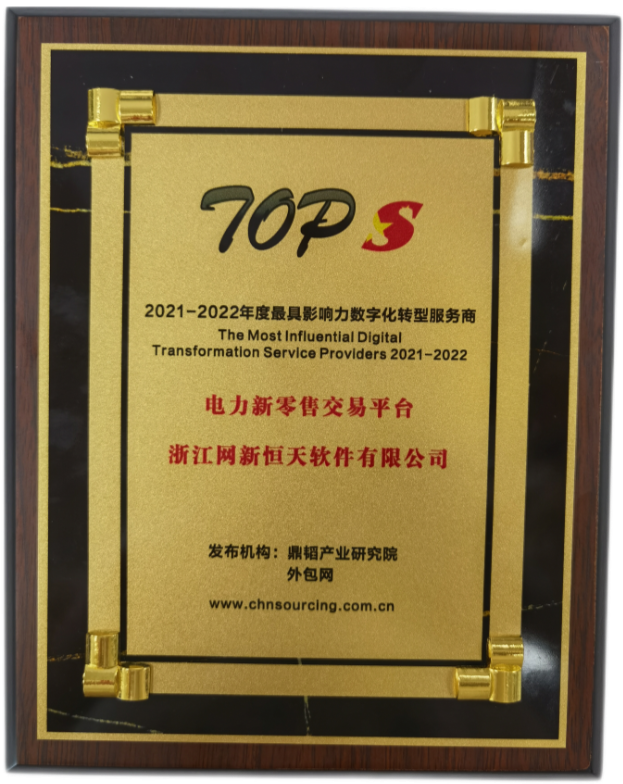 TOP S
2021-2022年度最具影响力数字化转型服务商
The Most Influential Digital
Transformation Service Providers 2021-2022
电力新零售交易平台
浙江网新恒天软件有限公司
发布机构：鼎韬产业研究院
外包网
www.chnsourcing.com.cn